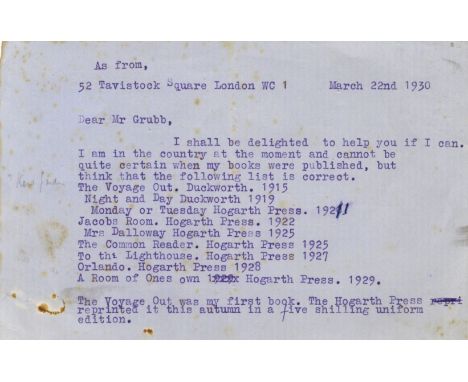 As from,
52 Tavistock Square London WC 1 March 22nd 1930
Dear Mr Grubb,
I shall be delighted to help you if I can.
I am in the country at the moment and cannot be
quite certain when my books were published, but
think that the following list is correct.
The Voyage Out. Duckworth. 1915
Night and Day Duckworth 1919
Monday or Tuesday Hogarth Press. 1921
Jacobs Room. Hogarth Press. 1922
Mrs Dalloway Hogarth Press 1925
The Common Reader. Hogarth Press 1925
To the Lighthouse. Hogarth Press 1927
Orlando. Hogarth Press 1928
A Room of Ones own Hogarth Press. 1929.
The Voyage Out was my first book. The Hogarth Press repri
reprinted it this autumn in a five shilling uniform
edition.